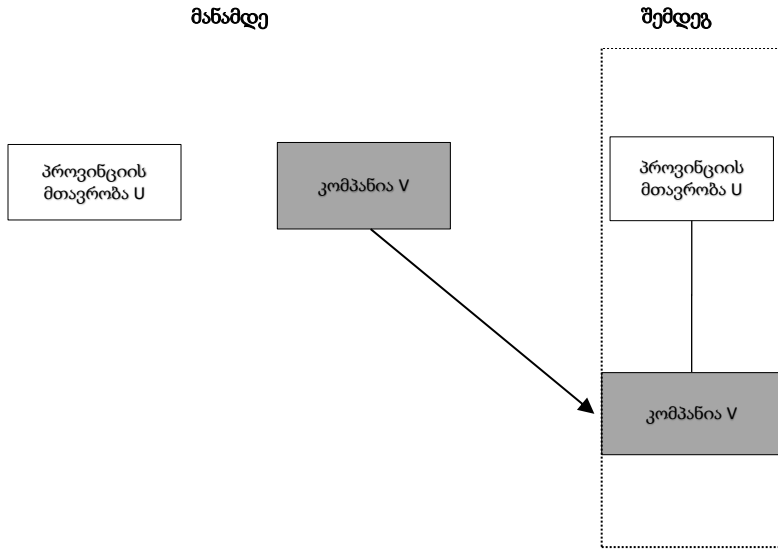 მანამდე
შემდეგ
პროვინციის
მთავრობა U
კომპანია V
პროვინციის
მთავრობა U
კომპანია V